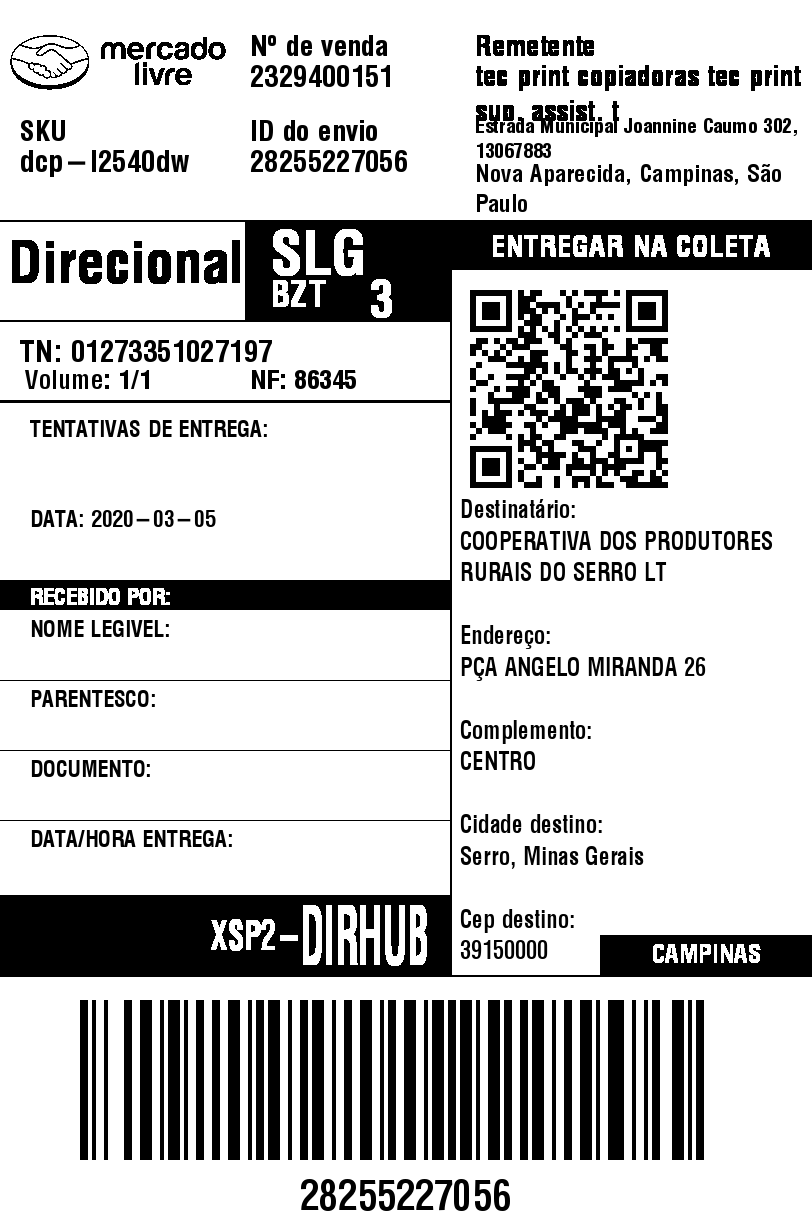 mercado
livre
Nº de venda
2329400151
SKU
dcp-l2540dw
ID do envio
28255227056
Remetente
tec print copiadoras tec print
sup. assist. t
Estrada Municipal Joannine Caumo 302,
13067883
Nova Aparecida, Campinas, São
Paulo
Direcional
SLG
BZT 3
ENTREGAR NA COLETA
TN: 01273351027197
Volume: 1/1 NF: 86345
TENTATIVAS DE ENTREGA:
DATA: 2020-03-05
RECEBIDO POR:
NOME LEGIVEL:
PARENTESCO:
DOCUMENTO:
DATA/HORA ENTREGA:
XSP2-DIRHUB
Destinatário:
COOPERATIVA DOS PRODUTORES
RURAIS DO SERRO LT
Endereço:
PÇA ANGELO MIRANDA 26
Complemento:
CENTRO
Cidade destino:
Serro, Minas Gerais
Cep destino:
39150000
CAMPINAS
28255227056